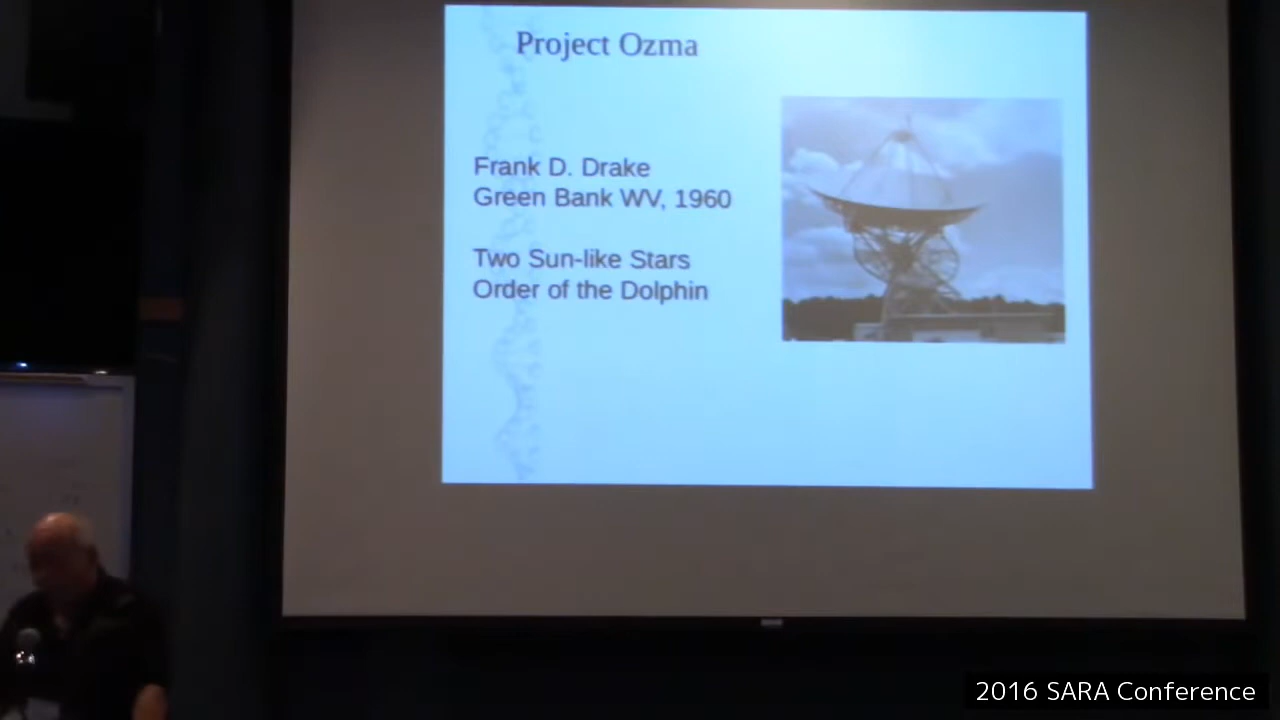 Project Ozma
Frank D. Drake
Green Bank WV, 1960
Two Sun-like Stars
Order of the Dolphin
2016 SARA Conference